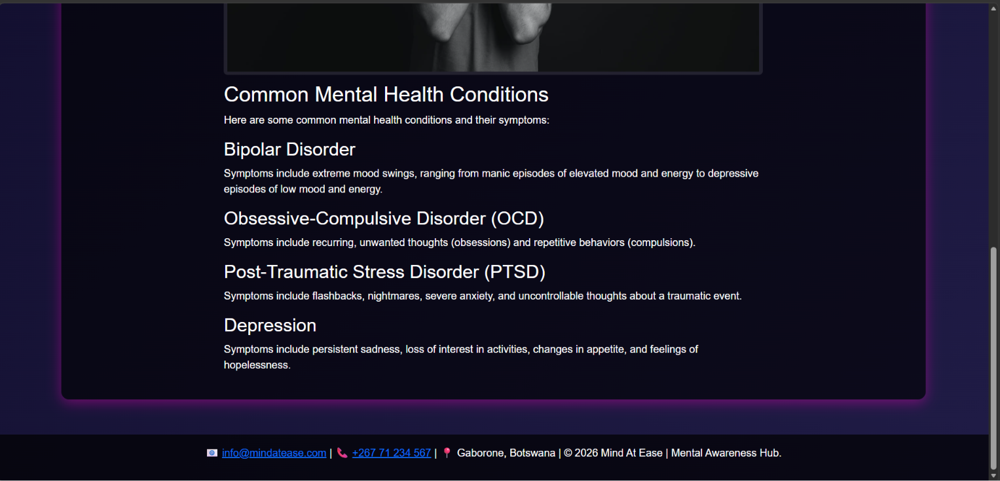 Common Mental Health Conditions
Here are some common mental health conditions and their symptoms:
Bipolar Disorder
Symptoms include extreme mood swings, ranging from manic episodes of elevated mood and energy to depressive
episodes of low mood and energy.
Obsessive-Compulsive Disorder (OCD)
Symptoms include recurring, unwanted thoughts (obsessions) and repetitive behaviors (compulsions).
Post-Traumatic Stress Disorder (PTSD)
Symptoms include flashbacks, nightmares, severe anxiety, and uncontrollable thoughts about a traumatic event.
Depression
Symptoms include persistent sadness, loss of interest in activities, changes in appetite, and feelings of
hopelessness.
📧 info@mindatease.com | 📞 +267 71 234 567 | 📍 Gaborone, Botswana | © 2026 Mind At Ease | Mental Awareness Hub.